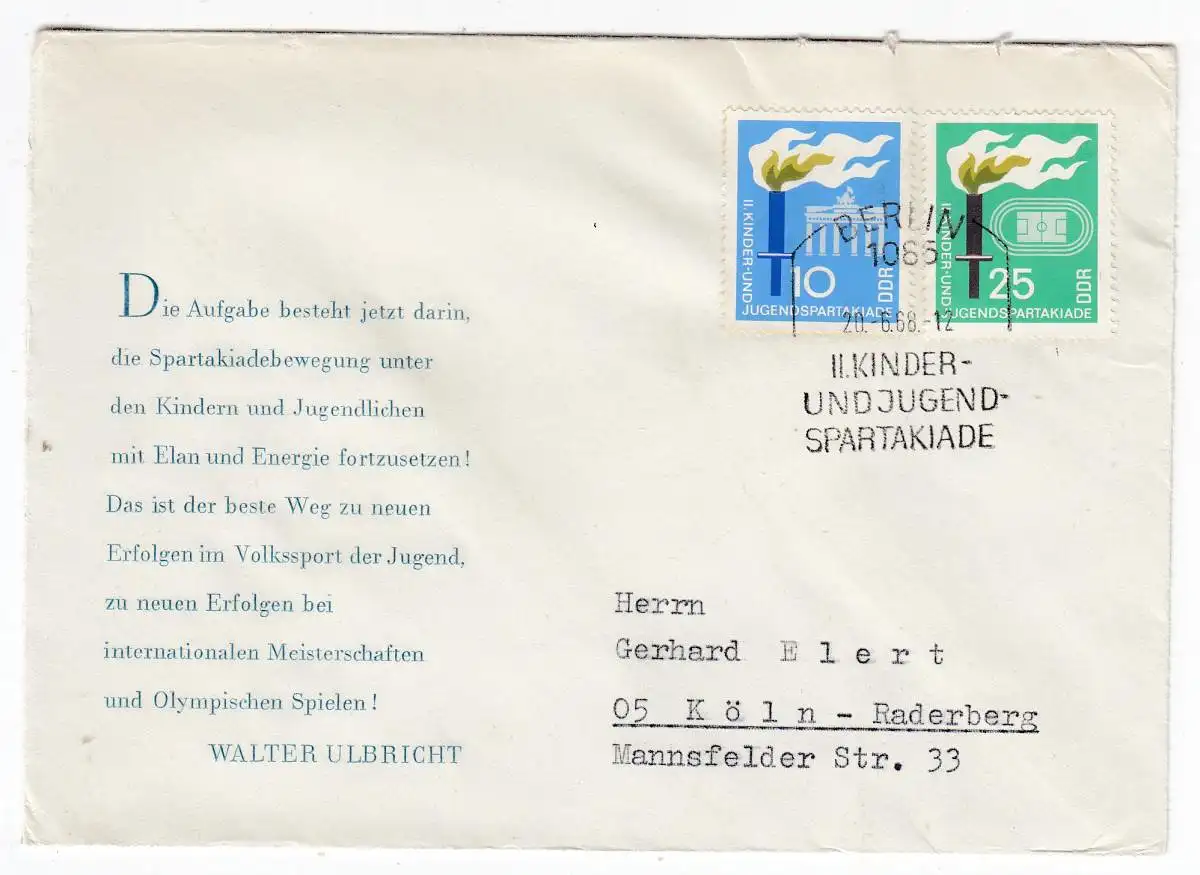 II. KINDER-UND
JUGENDSPARTAKIADE
10
DDR
II. KINDER-UND
JUGENDSPARTAKIADE
25
DDR
BERLIN
1085
20.-6.68.-12
II.KINDER-
UND JUGEND-
SPARTAKIADE
Die Aufgabe besteht jetzt darin,
die Spartakiadebewegung unter
den Kindern und Jugendlichen
mit Elan und Energie fortzusetzen!
Das ist der beste Weg zu neuen
Erfolgen im Volkssport der Jugend,
zu neuen Erfolgen bei
internationalen Meisterschaften
und Olympischen Spielen!
WALTER ULBRICHT
Herrn
Gerhard Elert
05 Köln - Raderberg
Mannsfelder Str. 33